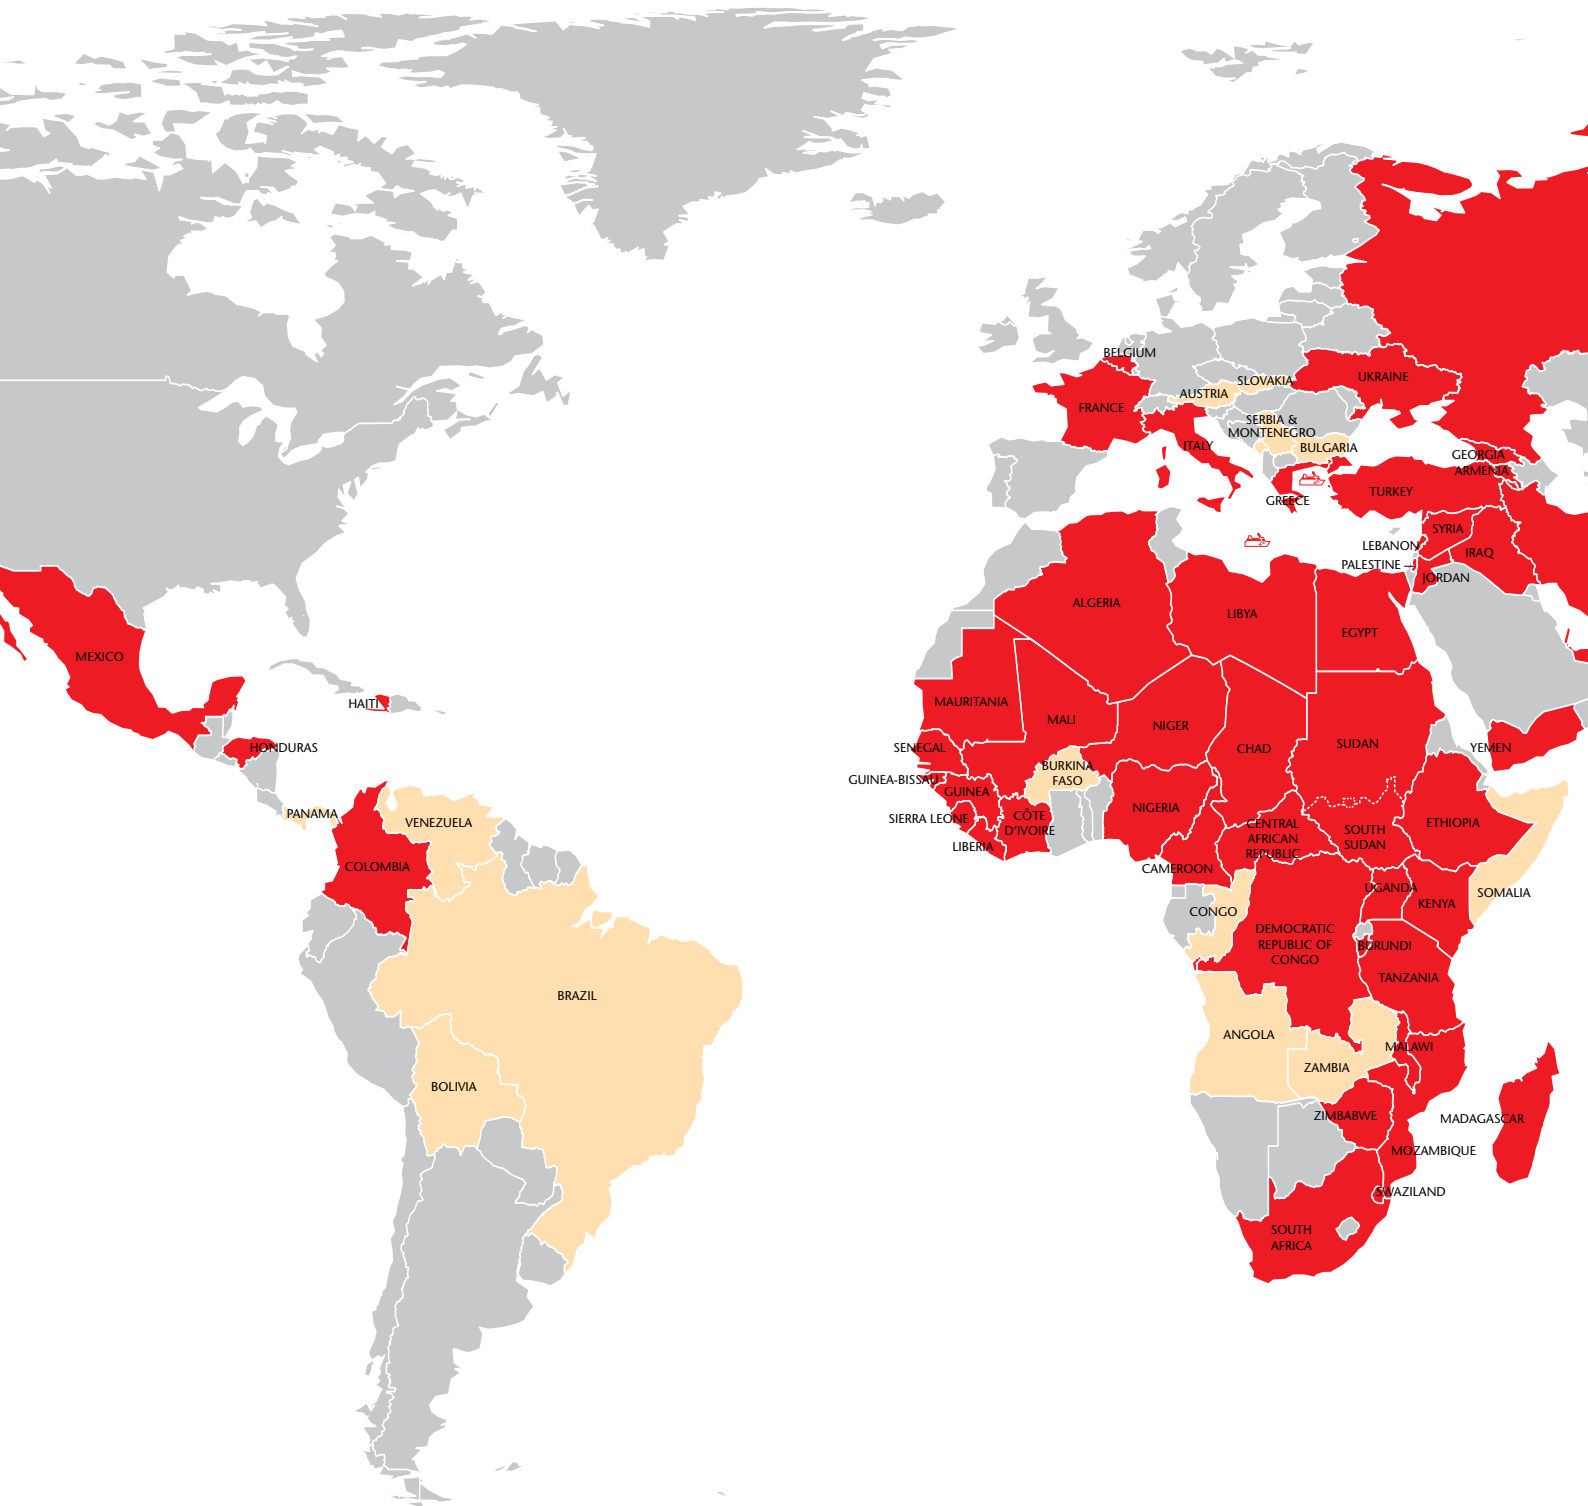 BELGIUM
SLOVAKIA
UKRAINE
AUSTRIA
FRANCE
SERBIA &
MONTENEGRO
ITALY
BULGARIA
GEORGIA
ARMENIA
TURKEY
GREECE
SYRIA
LEBANON
IRAQ
PALESTINE
JORDAN
ALGERIA
LIBYA
EGYPT
MEXICO
HAITI
MAURITANIA
MALI
NIGER
CHAD
SUDAN
YEMEN
HONDURAS
SENEGAL
BURKINA
FASO
GUINEA-BISSAU
GUINEA
NIGERIA
PANAMA
VENEZUELA
SIERRA LEONE
CÔTE
D'IVOIRE
CENTRAL
AFRICAN
REPUBLIC
SOUTH
SUDAN
ETHIOPIA
LIBERIA
COLOMBIA
CAMEROON
UGANDA
KENYA
SOMALIA
CONGO
DEMOCRATIC
REPUBLIC OF
CONGO
BURUNDI
TANZANIA
BRAZIL
ANGOLA
MALAWI
ZAMBIA
BOLIVIA
ZIMBABWE
MADAGASCAR
MOZAMBIQUE
SWAZILAND
SOUTH
AFRICA